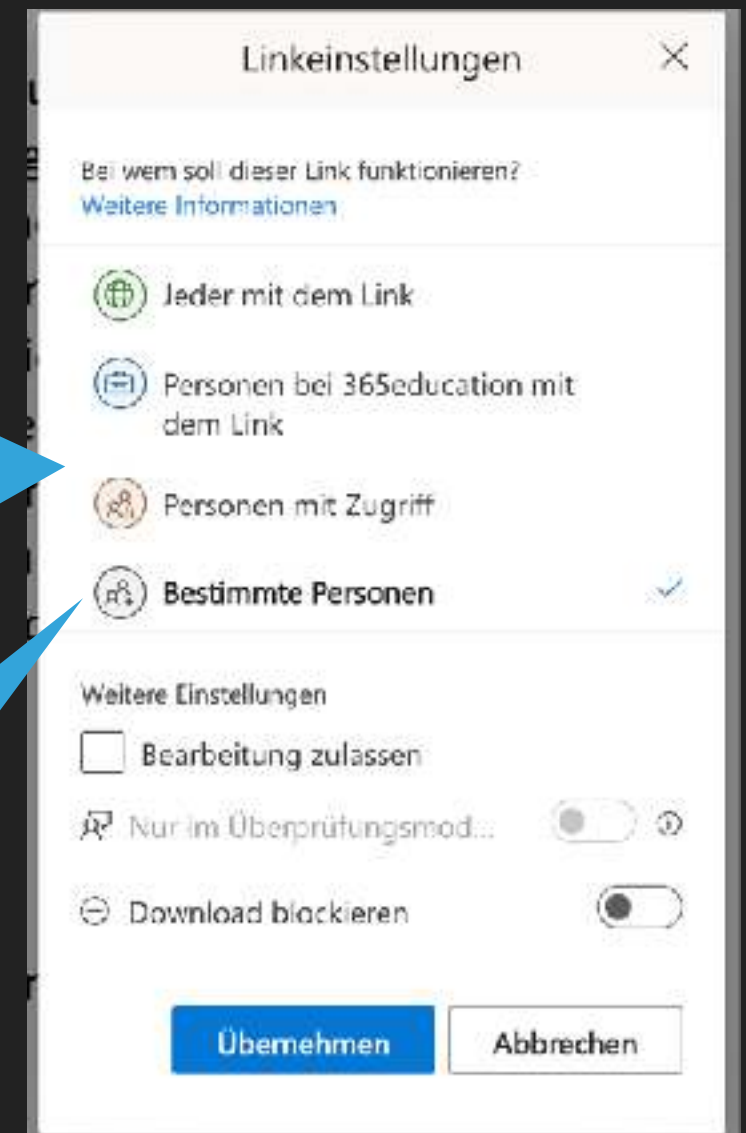 Linkeinstellungen
Bei wem soll dieser Link funktionieren?
Weitere Informationen
Jeder mit dem Link
Personen bei 365education mit
dem Link
Personen mit Zugriff
Bestimmte Personen
Weitere Einstellungen
Bearbeitung zulassen
Nur im Überprüfungsmod...
Download blockieren
Übernehmen
Abbrechen